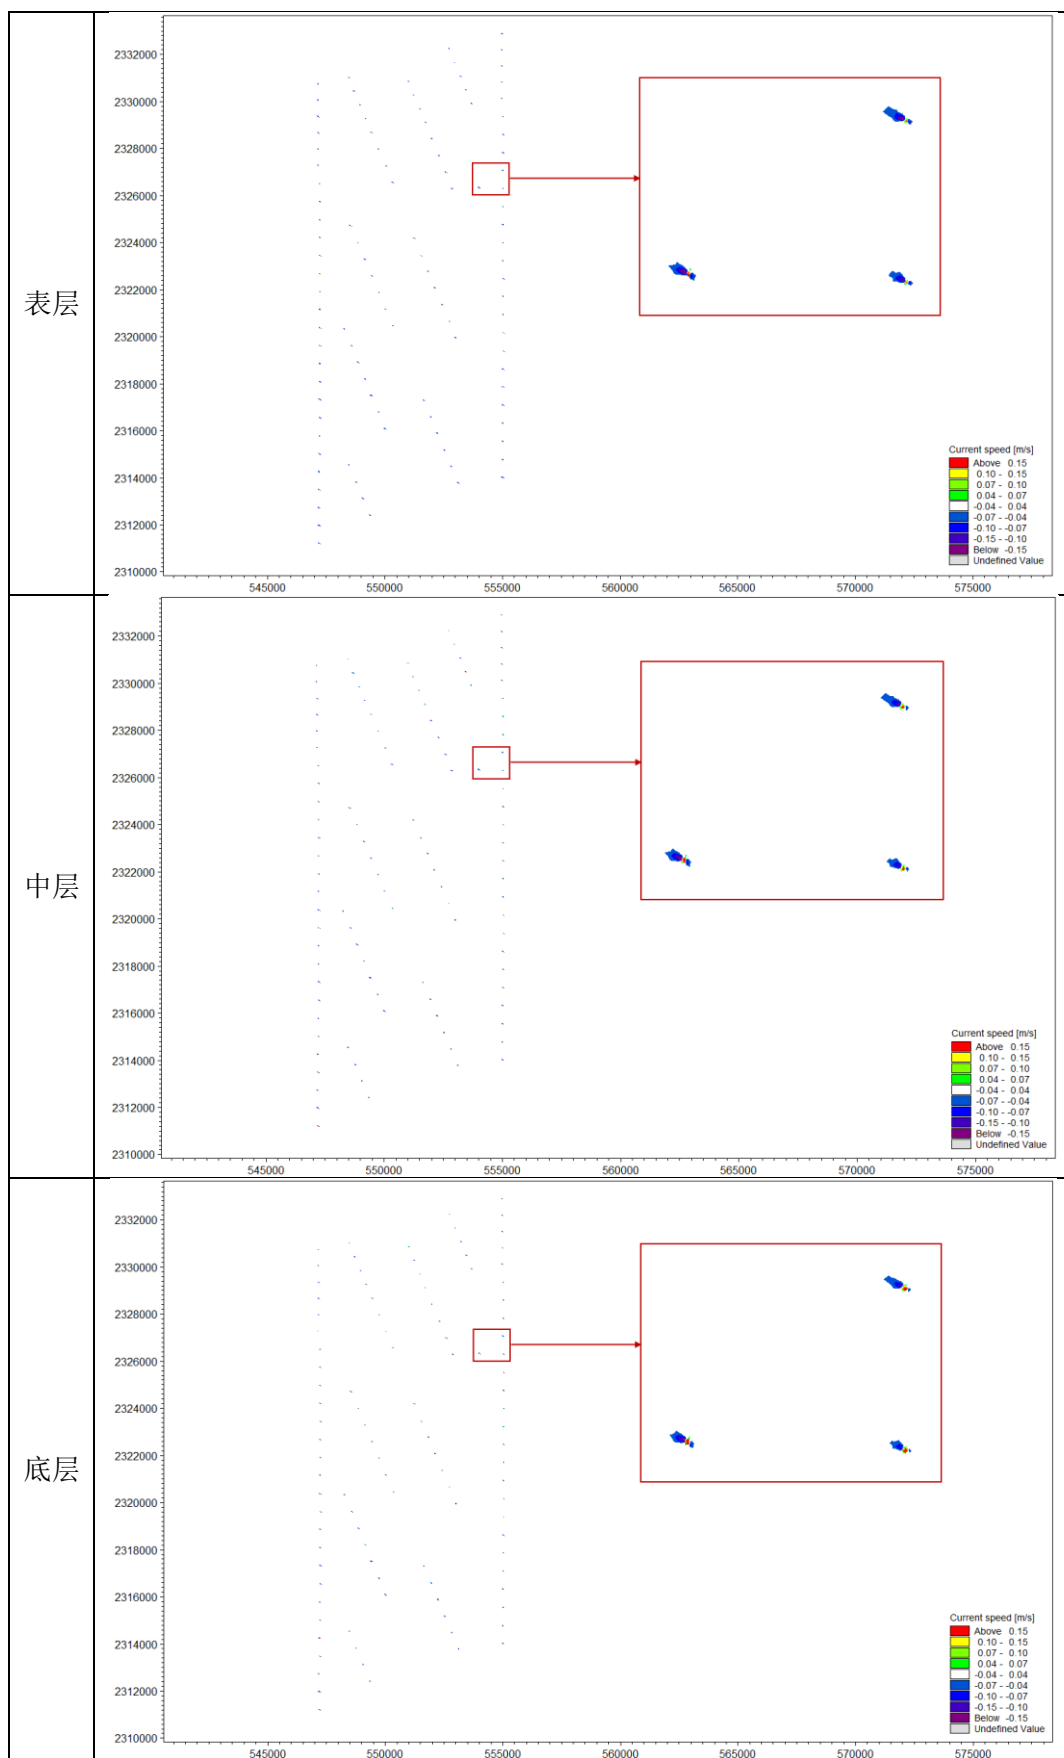 表层
2332000
2330000
2328000
2326000
2324000
2322000
2320000
2318000
2316000
2314000
2312000
2310000
545000 550000 555000 560000 565000 570000 575000
Current speed [m/s]
Above 0.15
0.10 - 0.15
0.07 - 0.10
0.04 - 0.07
-0.04 - 0.04
-0.07 - -0.04
-0.10 - -0.07
-0.15 - -0.10
Below -0.15
Undefined Value
中层
2332000
2330000
2328000
2326000
2324000
2322000
2320000
2318000
2316000
2314000
2312000
2310000
545000 550000 555000 560000 565000 570000 575000
Current speed [m/s]
Above 0.15
0.10 - 0.15
0.07 - 0.10
0.04 - 0.07
-0.04 - 0.04
-0.07 - -0.04
-0.10 - -0.07
-0.15 - -0.10
Below -0.15
Undefined Value
底层
2332000
2330000
2328000
2326000
2324000
2322000
2320000
2318000
2316000
2314000
2312000
2310000
545000 550000 555000 560000 565000 570000 575000
Current speed [m/s]
Above 0.15
0.10 - 0.15
0.07 - 0.10
0.04 - 0.07
-0.04 - 0.04
-0.07 - -0.04
-0.10 - -0.07
-0.15 - -0.10
Below -0.15
Undefined Value